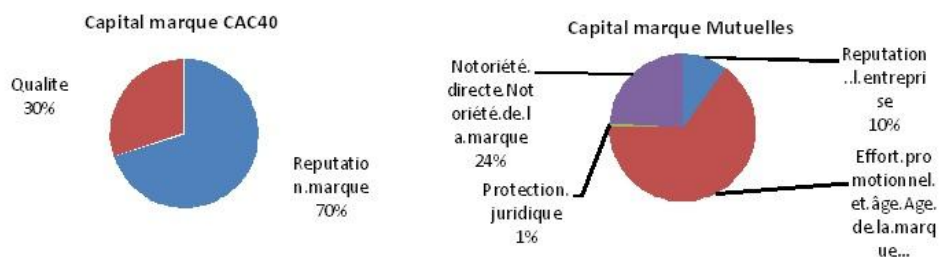 Capital marque CAC40
Qualite
30%
Reputatio
n.marque
70%
Capital marque Mutuelles
Notoriété.
directe.Not
oriété.de.l
a.marque
24%
Protection.
juridique
1%
Reputation
..l.entrepri
se
10%
Effort.pro
motionnel.
et.âge.Age.
de.la.marq
ue...